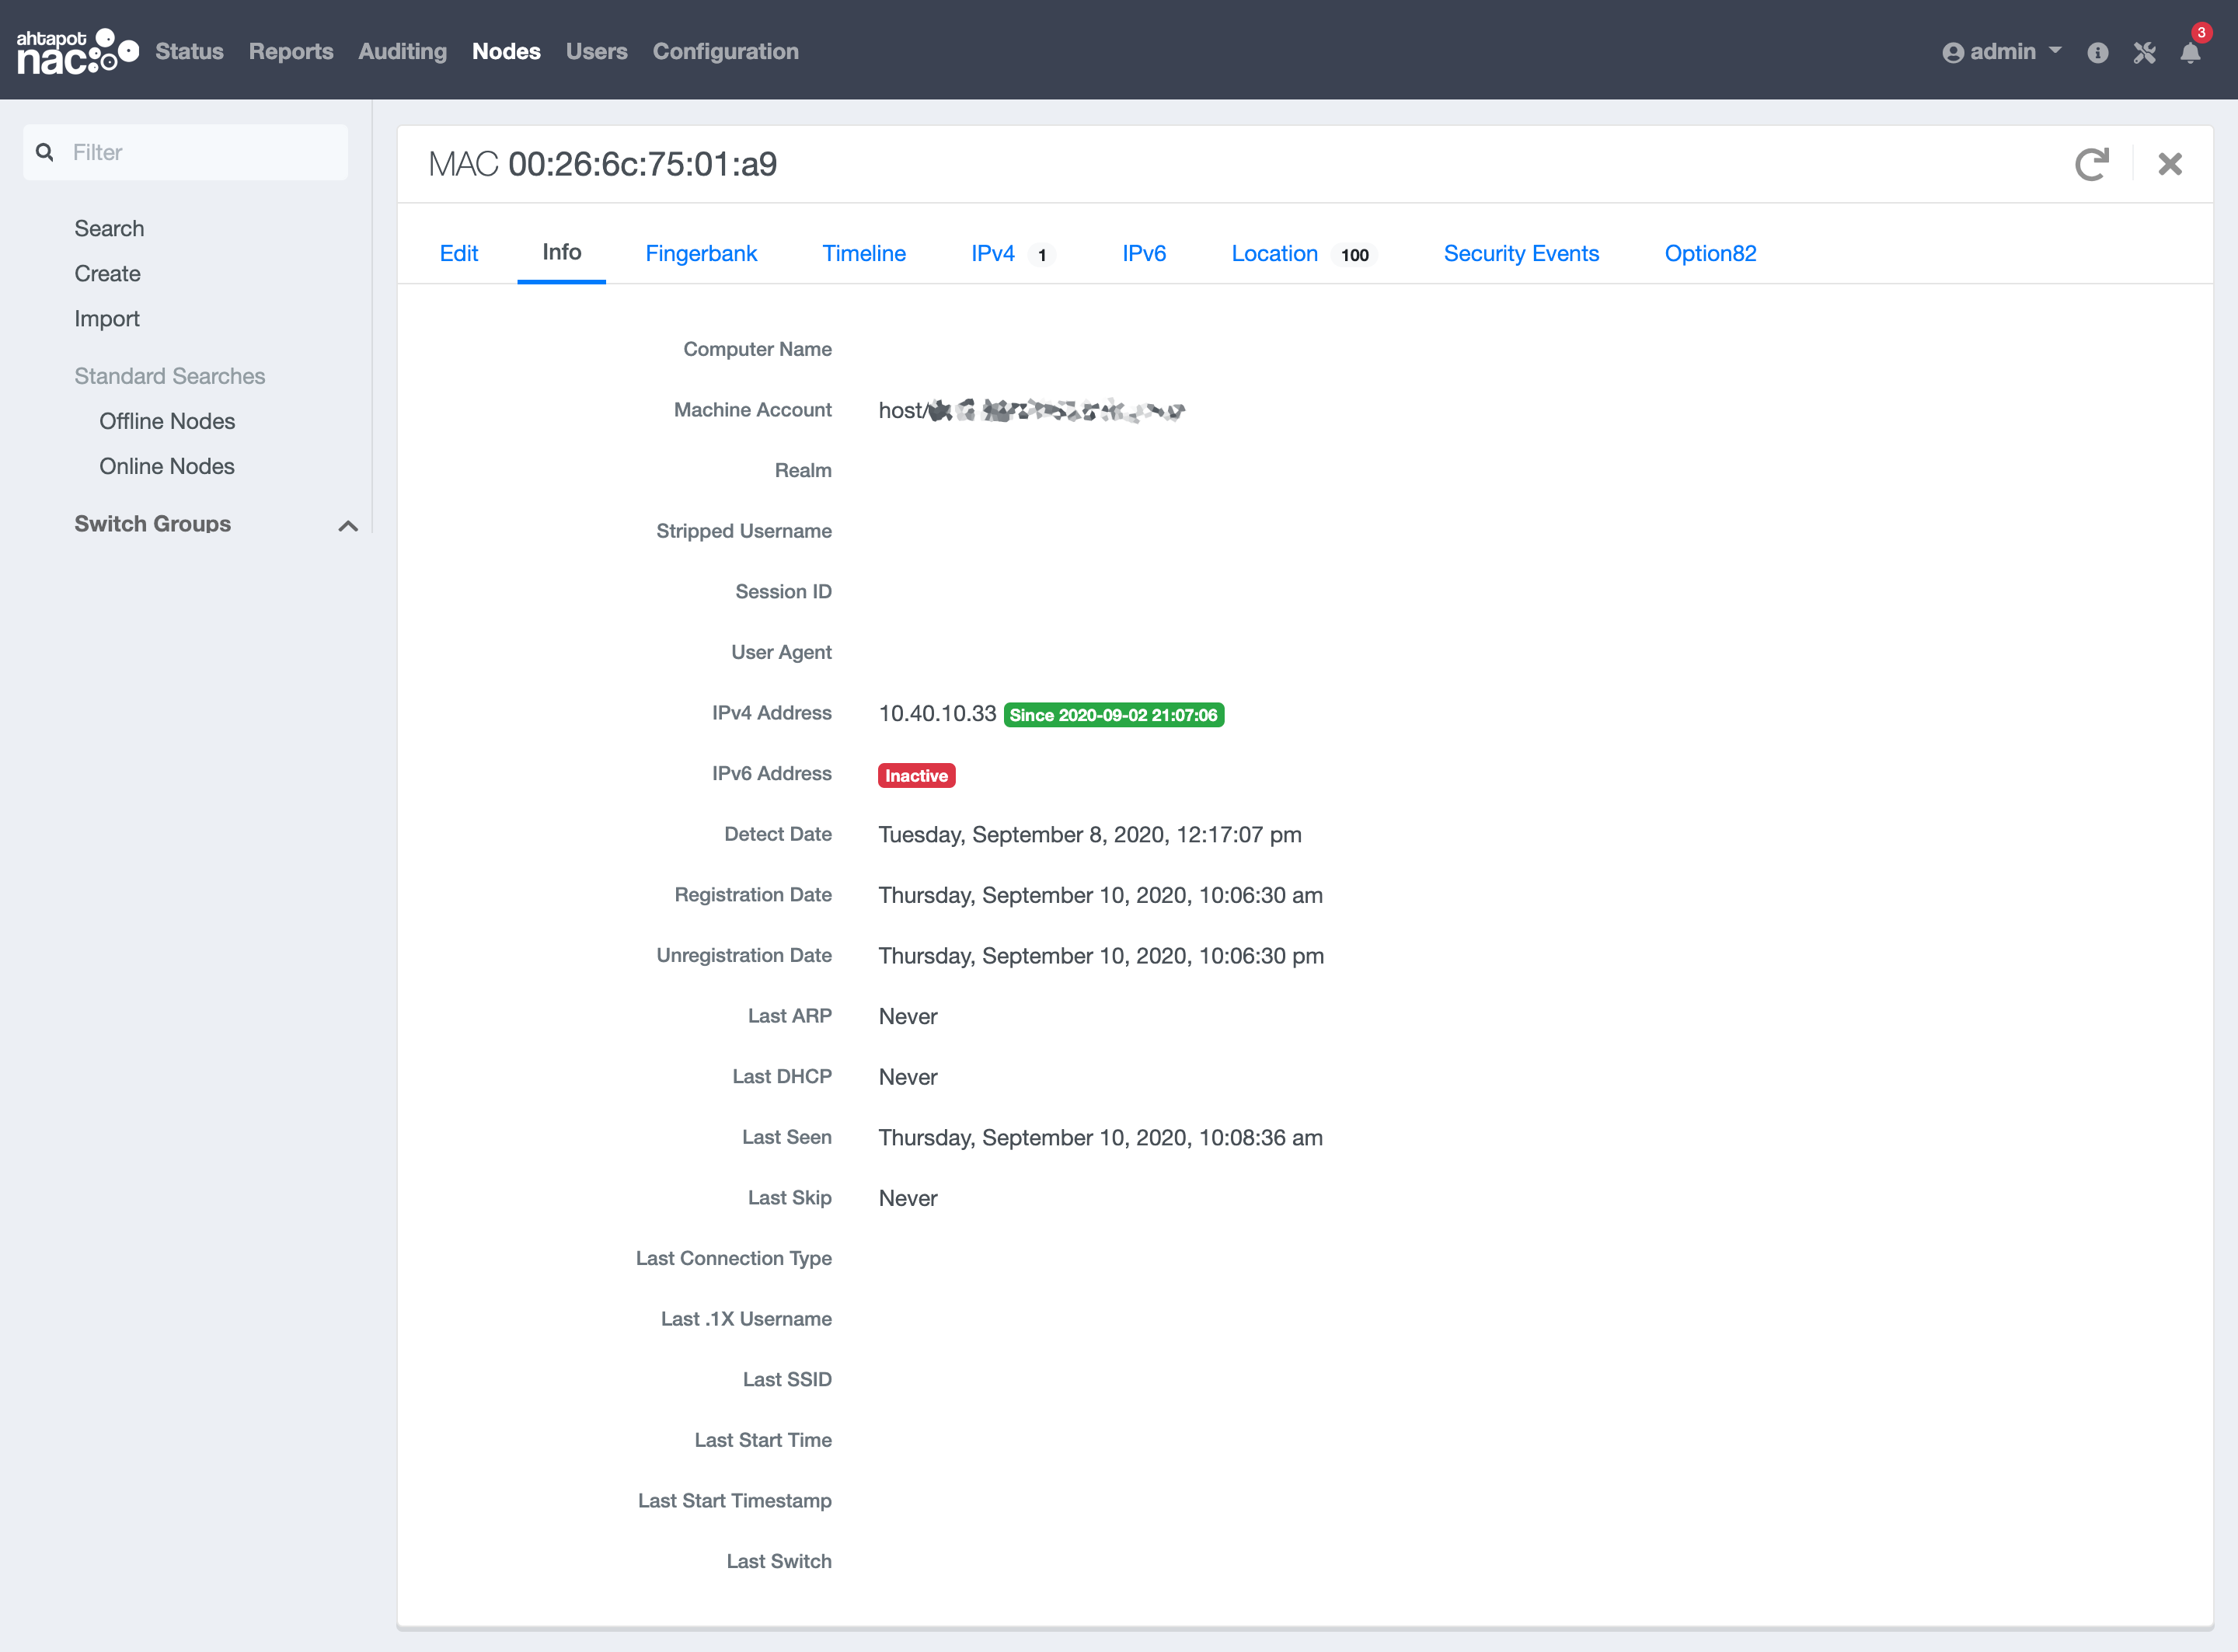 ahtapot
nac
Status Reports Auditing Nodes Users Configuration
admin
3
Filter
Search
Create
Import
Standard Searches
Offline Nodes
Online Nodes
Switch Groups
MAC 00:26:6c:75:01:a9
Edit Info Fingerbank Timeline IPv4 1 IPv6 Location 100 Security Events Option82
Computer Name
Machine Account host/
Realm
Stripped Username
Session ID
User Agent
IPv4 Address 10.40.10.33 Since 2020-09-02 21:07:06
IPv6 Address Inactive
Detect Date Tuesday, September 8, 2020, 12:17:07 pm
Registration Date Thursday, September 10, 2020, 10:06:30 am
Unregistration Date Thursday, September 10, 2020, 10:06:30 pm
Last ARP Never
Last DHCP Never
Last Seen Thursday, September 10, 2020, 10:08:36 am
Last Skip Never
Last Connection Type
Last .1X Username
Last SSID
Last Start Time
Last Start Timestamp
Last Switch